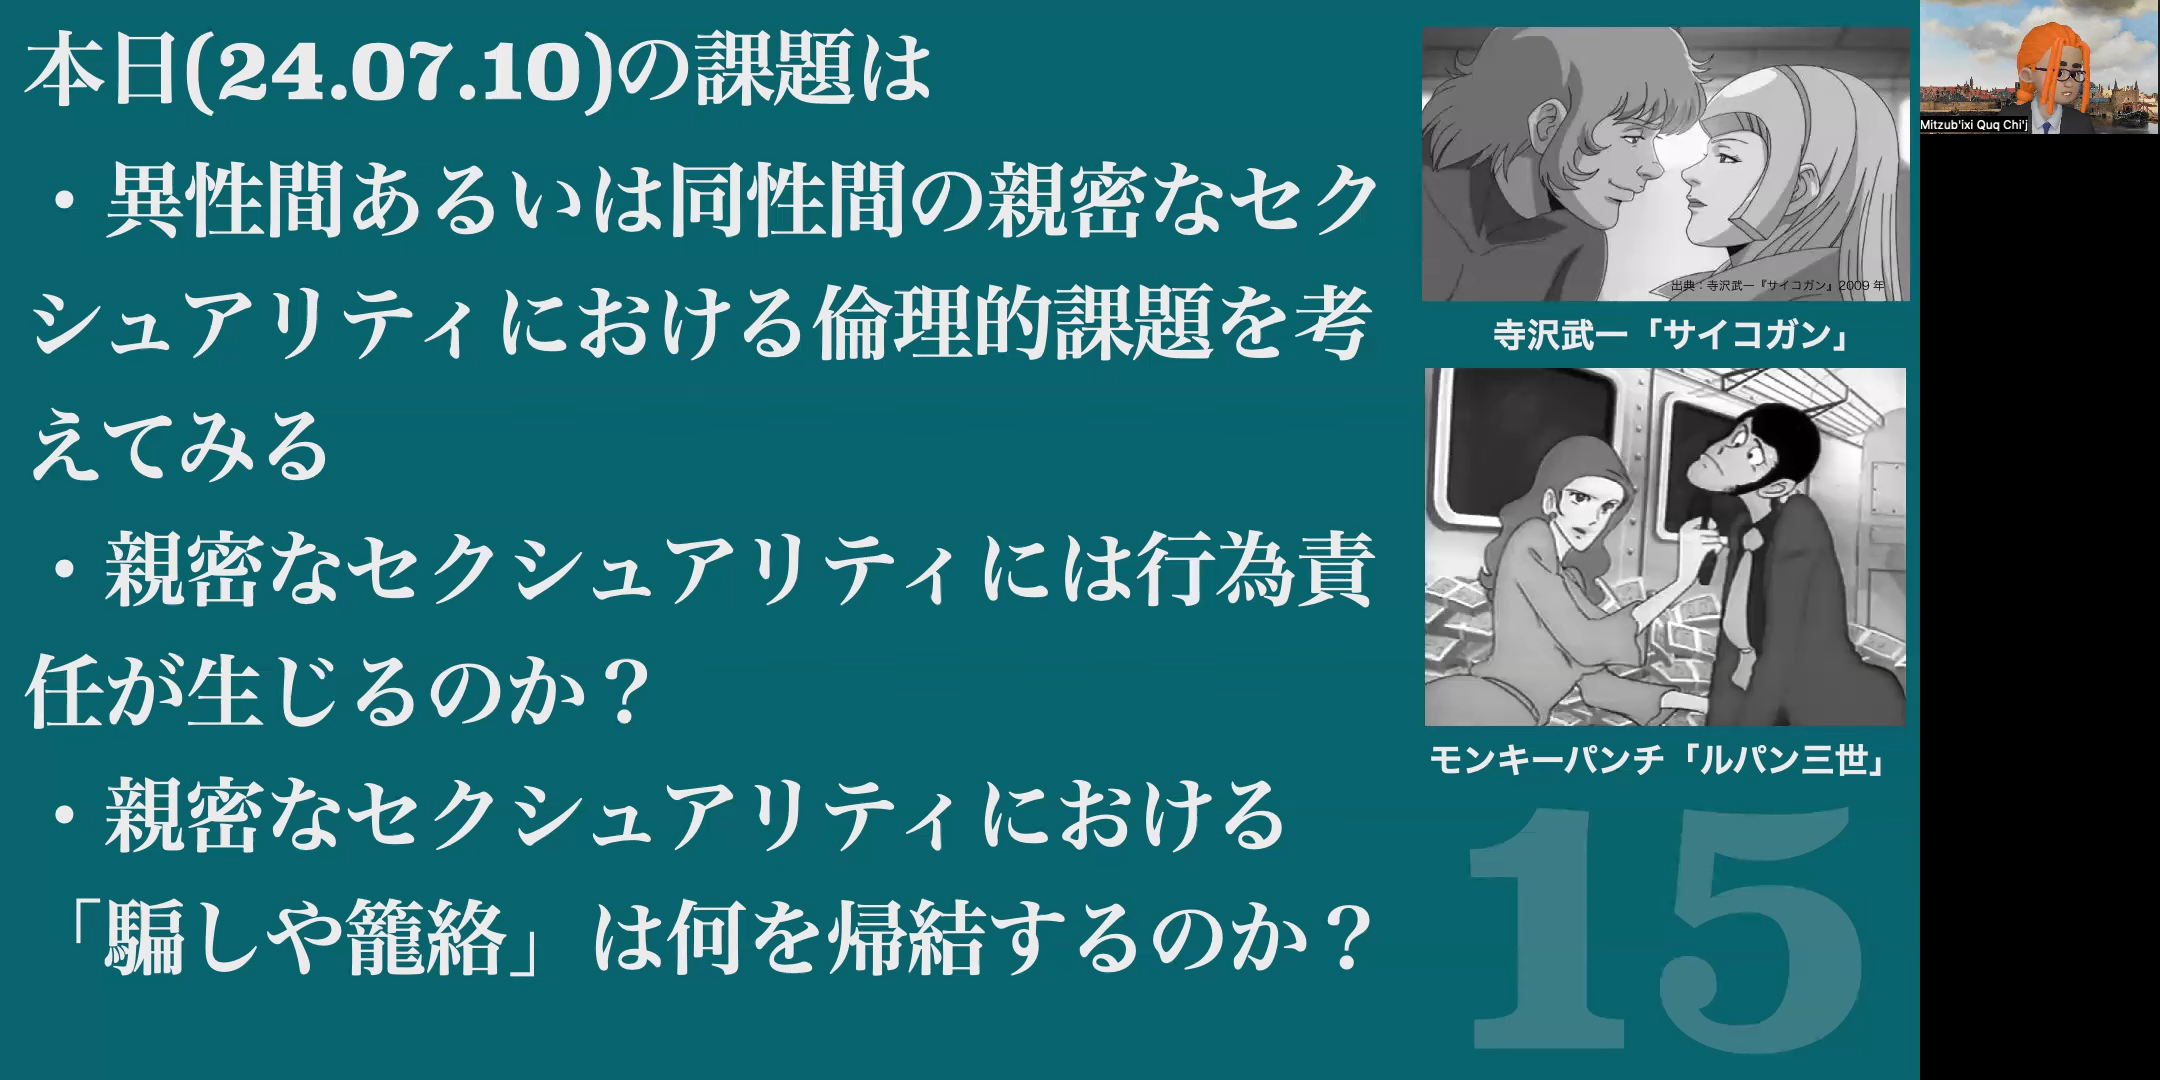 本日(24.07.10)の課題は
・異性間あるいは同性間の親密なセク
シュアリティにおける倫理的課題を考
えてみる
・親密なセクシュアリティには行為責
任が生じるのか？
・親密なセクシュアリティにおける
「騙しや籠絡」は何を帰結するのか？
出典：寺沢武一『サイコガン』2009 年
寺沢武一「サイコガン」
モンキーパンチ「ルパン三世」
15
Mitzub'ixi Quq Chi'j